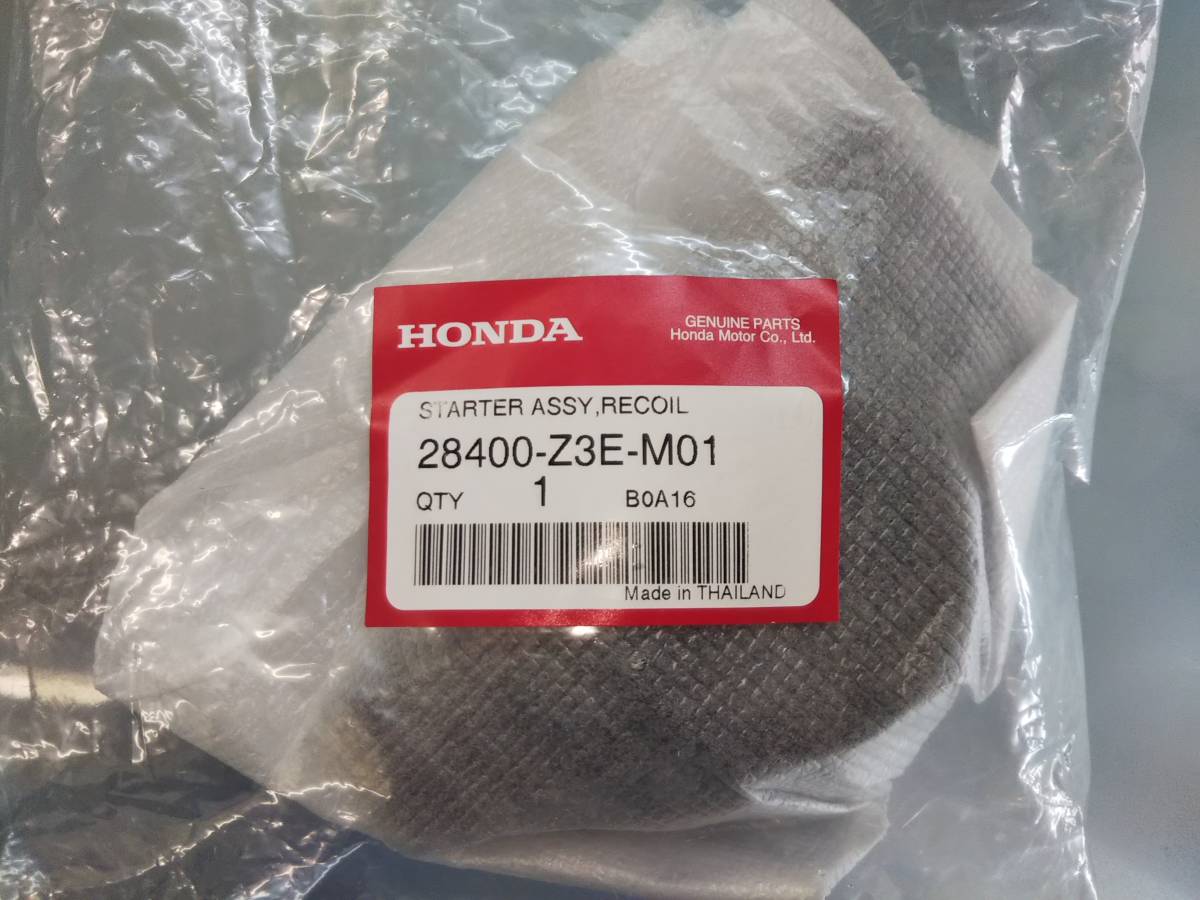 HONDA
GENUINE PARTS
Honda Motor Co., Ltd.
STARTER ASSY,RECOIL
28400-Z3E-M01
QTY 1 B0A16
Made in THAILAND